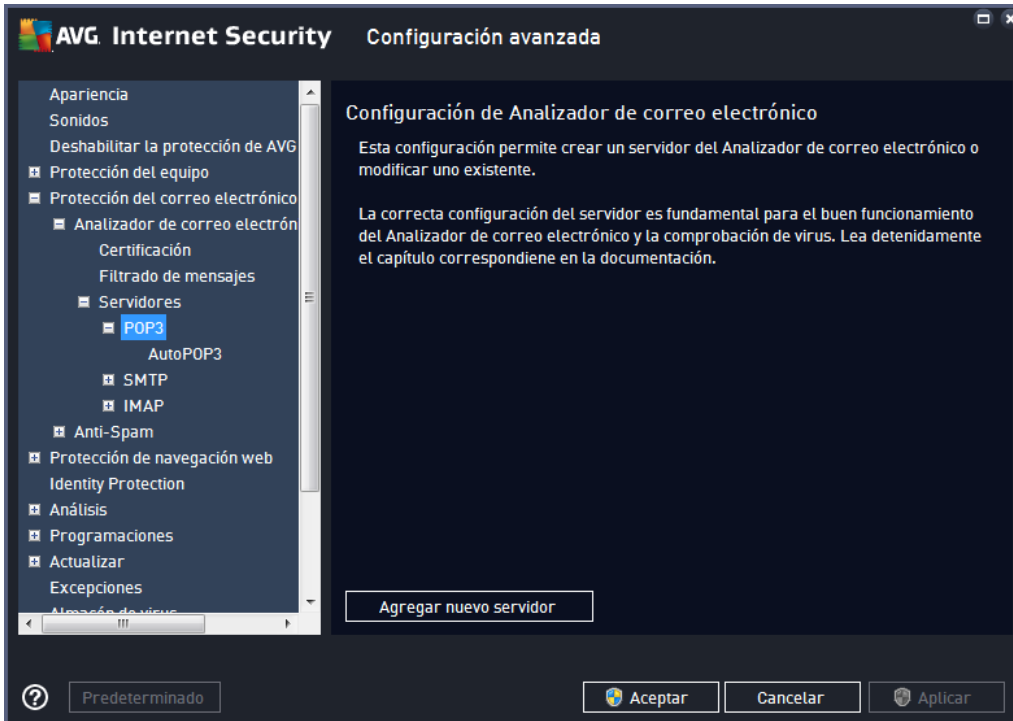 AVG. Internet Security Configuración avanzada
Apariencia
Sonidos
Deshabilitar la protección de AVG
Protección del equipo
Protección del correo electrónico
Analizador de correo electrón
Certificación
Filtrado de mensajes
Servidores
POP3
AutoPOP3
SMTP
IMAP
Anti-Spam
Protección de navegación web
Identity Protection
Análisis
Programaciones
Actualizar
Excepciones
Almacén de virus
Configuración de Analizador de correo electrónico
Esta configuración permite crear un servidor del Analizador de correo electrónico o
modificar uno existente.
La correcta configuración del servidor es fundamental para el buen funcionamiento
del Analizador de correo electrónico y la comprobación de virus. Lea detenidamente
el capítulo correspondiene en la documentación.
Agregar nuevo servidor
Predeterminado
Aceptar
Cancelar
Aplicar